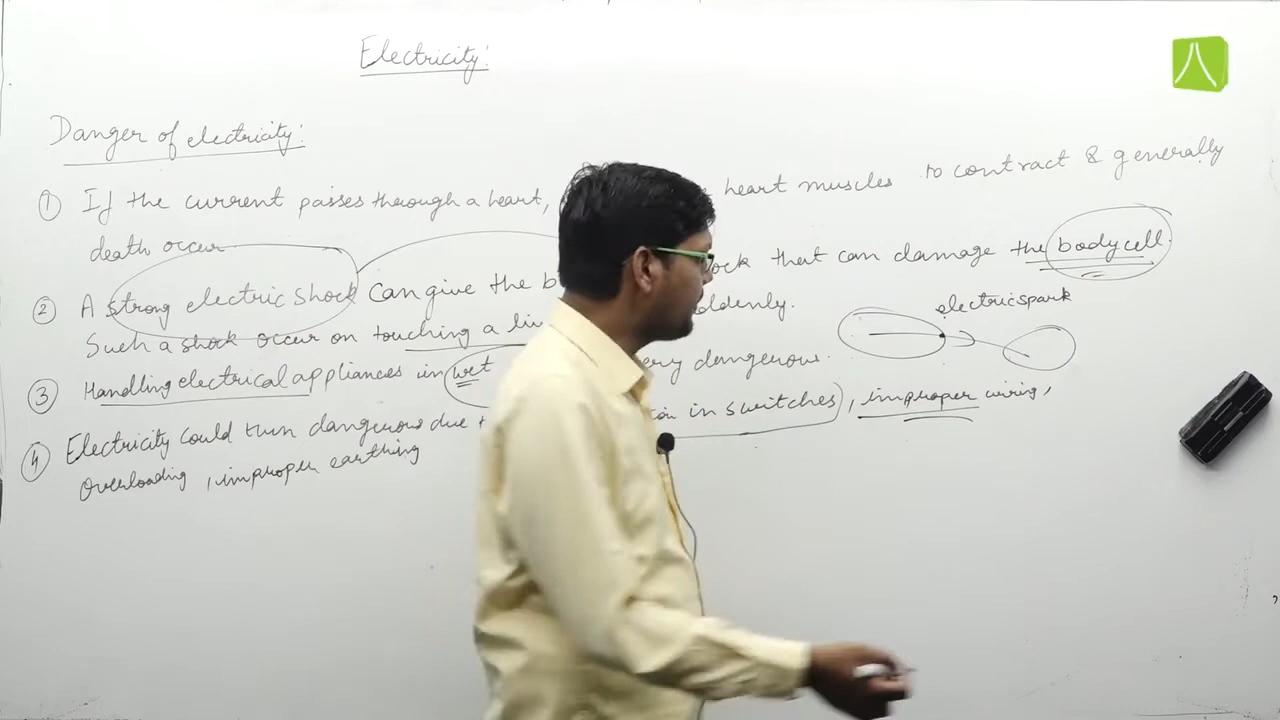 Electricity:
Danger of electricity:
① If the current passes through a heart, heart muscles to contract & generally
death occur
② A strong electric shock can give the b ock that can damage the body cell.
Such a shock occur on touching a li ddenly.
electric spark
③ Handling electrical appliances in wet ery dangerous.
④ Electricity could turn dangerous due in switches), improper wiring,
overloading, improper earthing